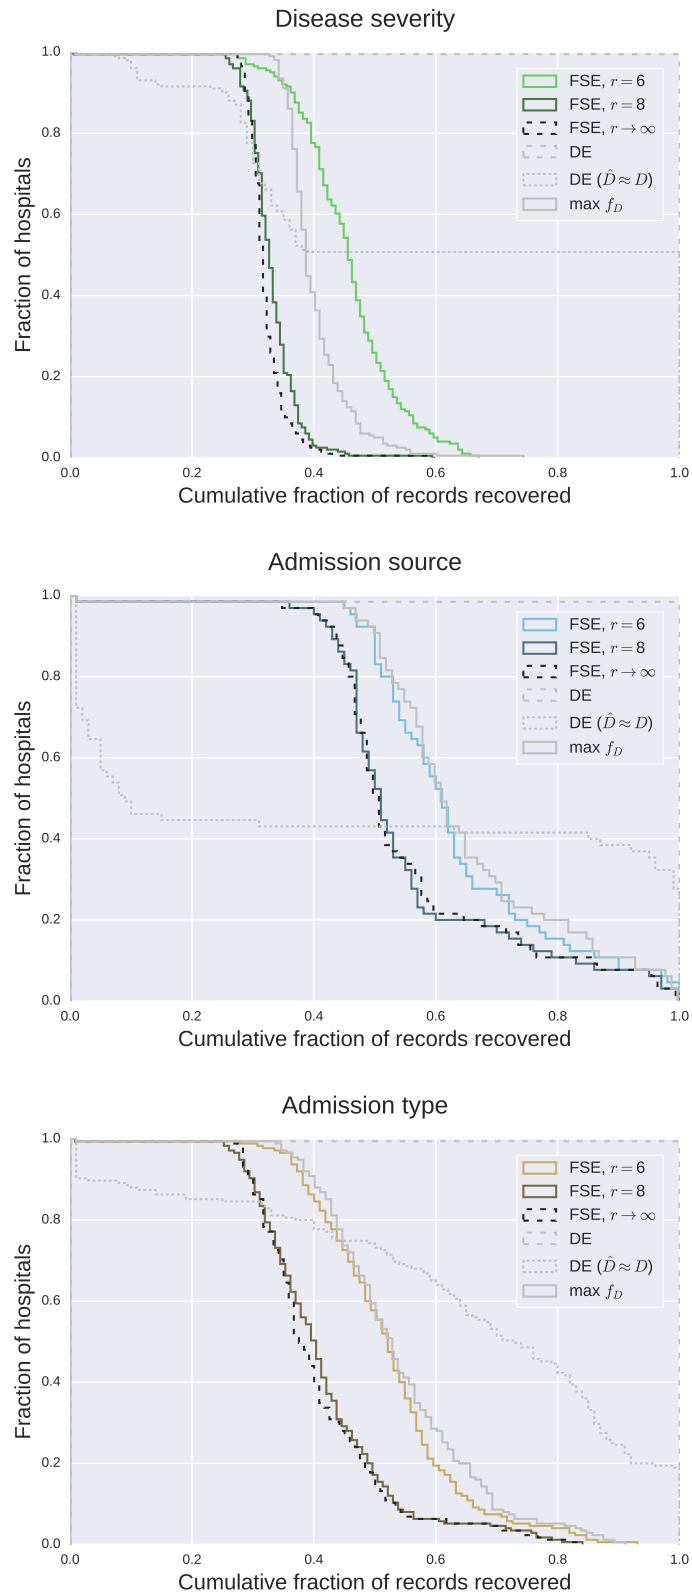 Disease severity
1.0
0.8
0.6
0.4
0.2
0.0
Fraction of hospitals
FSE, r = 6
FSE, r = 8
FSE, r → ∞
DE
DE (D̂ ≈ D)
max f_D
0.0 0.2 0.4 0.6 0.8 1.0
Cumulative fraction of records recovered
Admission source
1.0
0.8
0.6
0.4
0.2
0.0
Fraction of hospitals
FSE, r = 6
FSE, r = 8
FSE, r → ∞
DE
DE (D̂ ≈ D)
max f_D
0.0 0.2 0.4 0.6 0.8 1.0
Cumulative fraction of records recovered
Admission type
1.0
0.8
0.6
0.4
0.2
0.0
Fraction of hospitals
FSE, r = 6
FSE, r = 8
FSE, r → ∞
DE
DE (D̂ ≈ D)
max f_D
0.0 0.2 0.4 0.6 0.8 1.0
Cumulative fraction of records recovered